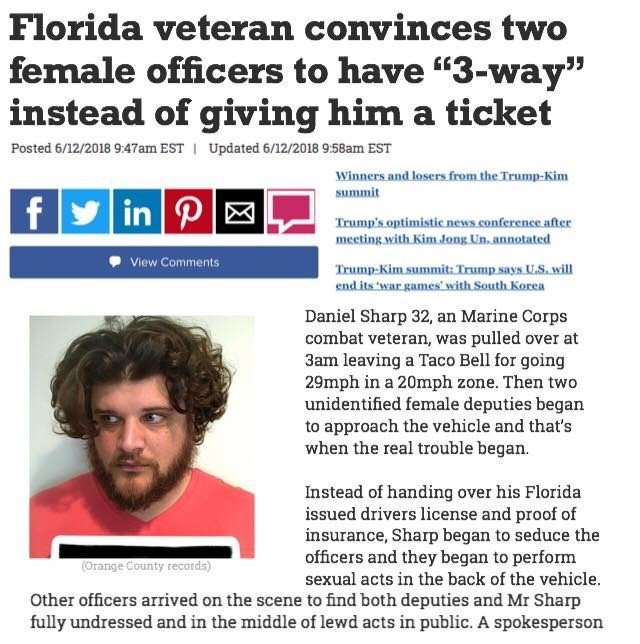 Florida veteran convinces two
female officers to have “3-way”
instead of giving him a ticket
Posted 6/12/2018 9:47am EST | Updated 6/12/2018 9:58am EST
Winners and losers from the Trump-Kim
summit
Trump's optimistic news conference after
meeting with Kim Jong Un, annotated
Trump-Kim summit: Trump says U.S. will
end its 'war games' with South Korea
f in
View Comments
Daniel Sharp 32, an Marine Corps
combat veteran, was pulled over at
3am leaving a Taco Bell for going
29mph in a 20mph zone. Then two
unidentified female deputies began
to approach the vehicle and that's
when the real trouble began.
Instead of handing over his Florida
issued drivers license and proof of
insurance, Sharp began to seduce the
officers and they began to perform
sexual acts in the back of the vehicle.
(Orange County records)
Other officers arrived on the scene to find both deputies and Mr Sharp
fully undressed and in the middle of lewd acts in public. A spokesperson